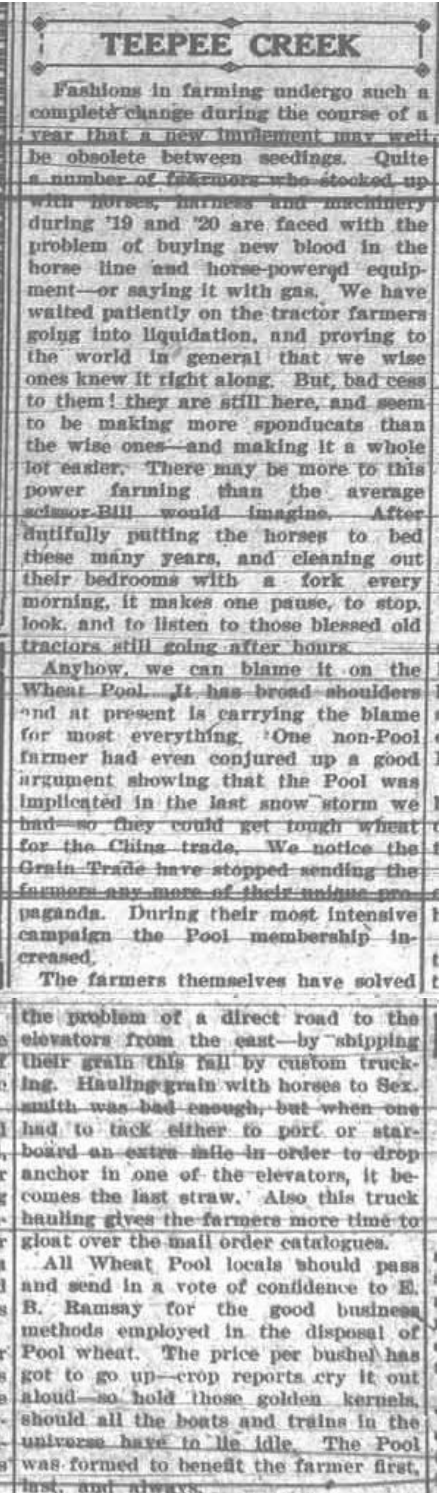 TEEPEE CREEK
Fashions in farming undergo such a
complete change during the course of a
year that a new implement may well
be obsolete between seedings. Quite
a number of farmers who stocked up
with horses, harness and machinery
during '19 and '20 are faced with the
problem of buying new blood in the
horse line and horse-powered equip-
ment—or saying it with gas. We have
waited patiently on the tractor farmers
going into liquidation, and proving to
the world in general that we wise
ones knew it right along. But, bad cess
to them! they are still here, and seem
to be making more sponducats than
the wise ones—and making it a whole
lot easier. There may be more to this
power farming than the average
scissor-Bill would imagine. After
dutifully putting the horses to bed
these many years, and cleaning out
their bedrooms with a fork every
morning, it makes one pause, to stop,
look, and to listen to those blessed old
tractors still going after hours.
Anyhow, we can blame it on the
Wheat Pool. It has broad shoulders
and at present is carrying the blame
for most everything. One non-Pool
farmer had even conjured up a good
argument showing that the Pool was
implicated in the last snow storm we
had—so they could get tough wheat
for the China trade. We notice the
Grain Trade have stopped sending the
farmers any more of their unique pro-
paganda. During their most intensive
campaign the Pool membership in-
creased.
The farmers themselves have solved
the problem of a direct road to the
elevators from the east—by shipping
their grain this fall by custom truck-
ing. Hauling grain with horses to Sex-
smith was bad enough, but when one
had to tack either to port or star-
board an extra mile in order to drop
anchor in one of the elevators, it be-
comes the last straw. Also this truck
hauling gives the farmers more time to
gloat over the mail order catalogues.
All Wheat Pool locals should pass
and send in a vote of confidence to E.
B. Ramsay for the good business
methods employed in the disposal of
Pool wheat. The price per bushel has
got to go up—crop reports cry it out
aloud—so hold those golden kernels,
should all the boats and trains in the
universe have to lie idle. The Pool
was formed to benefit the farmer first,
last, and always.